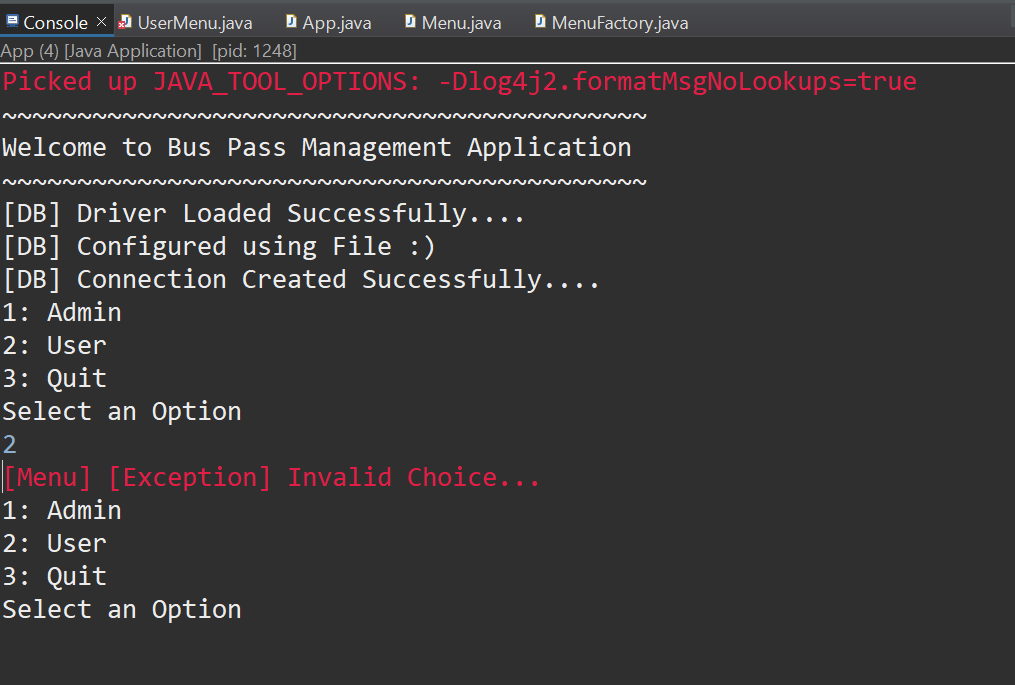 Console UserMenu.java App.java Menu.java MenuFactory.java
App (4) [Java Application] [pid: 1248]
Picked up JAVA_TOOL_OPTIONS: -Dlog4j2.formatMsgNoLookups=true
~~~~~~~~~~~~~~~~~~~~~~~~~~~~~~~~~~~~~~~~~~~
Welcome to Bus Pass Management Application
~~~~~~~~~~~~~~~~~~~~~~~~~~~~~~~~~~~~~~~~~~~
[DB] Driver Loaded Successfully....
[DB] Configured using File :)
[DB] Connection Created Successfully....
1: Admin
2: User
3: Quit
Select an Option
2
[Menu] [Exception] Invalid Choice...
1: Admin
2: User
3: Quit
Select an Option